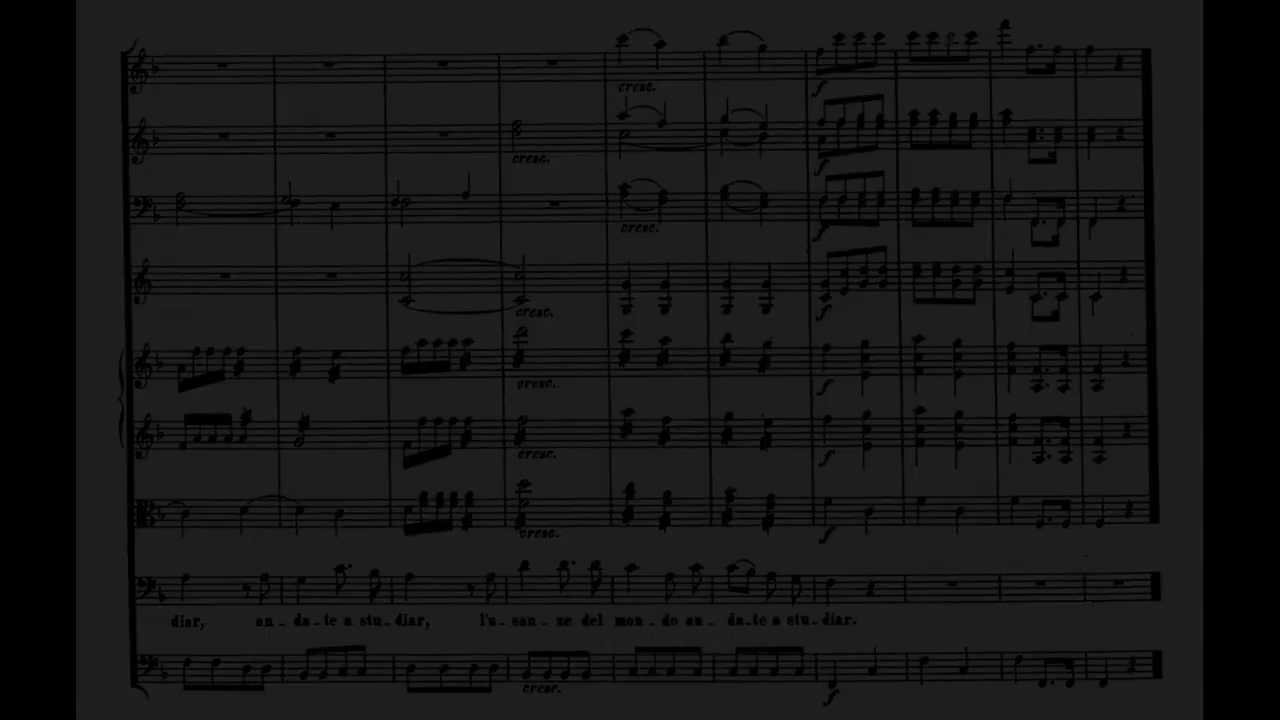 cresc.
f
cresc.
f
cresc.
f
cresc.
f
cresc.
f
cresc.
f
cresc.
f
diar, an - da - te a stu - diar, l'u - san - ze del mon - do an - da - te a stu - diar.
cresc.
f